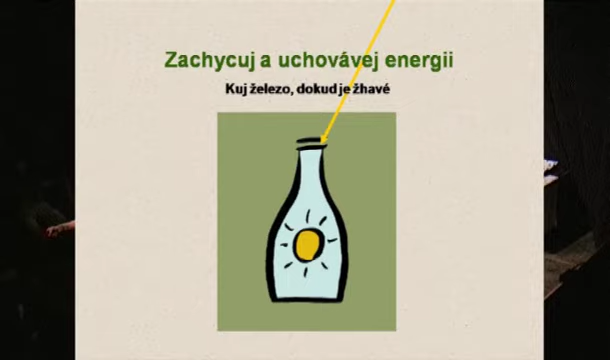 Zachycuj a uchovávej energii
Kuj železo, dokud je žhavé